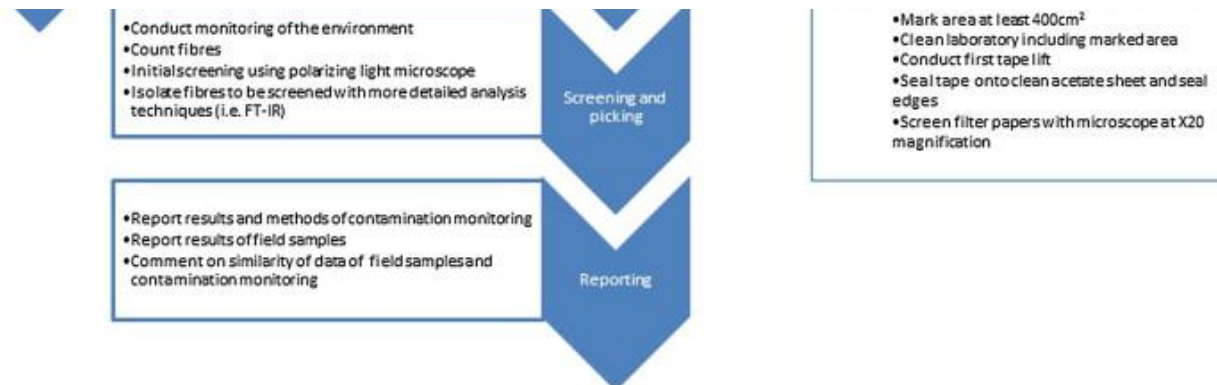 •Conduct monitoring of the environment
•Count fibres
•Initial screening using polarizing light microscope
•Isolate fibres to be screened with more detailed analysis
techniques (i.e. FT-IR)
Screening and
picking
•Report results and methods of contamination monitoring
•Report results of field samples
•Comment on similarity of data of field samples and
contamination monitoring
Reporting
•Mark area at least 400cm²
•Clean laboratory including marked area
•Conduct first tape lift
•Seal tape onto clean acetate sheet and seal
edges
•Screen filter papers with microscope at X20
magnification